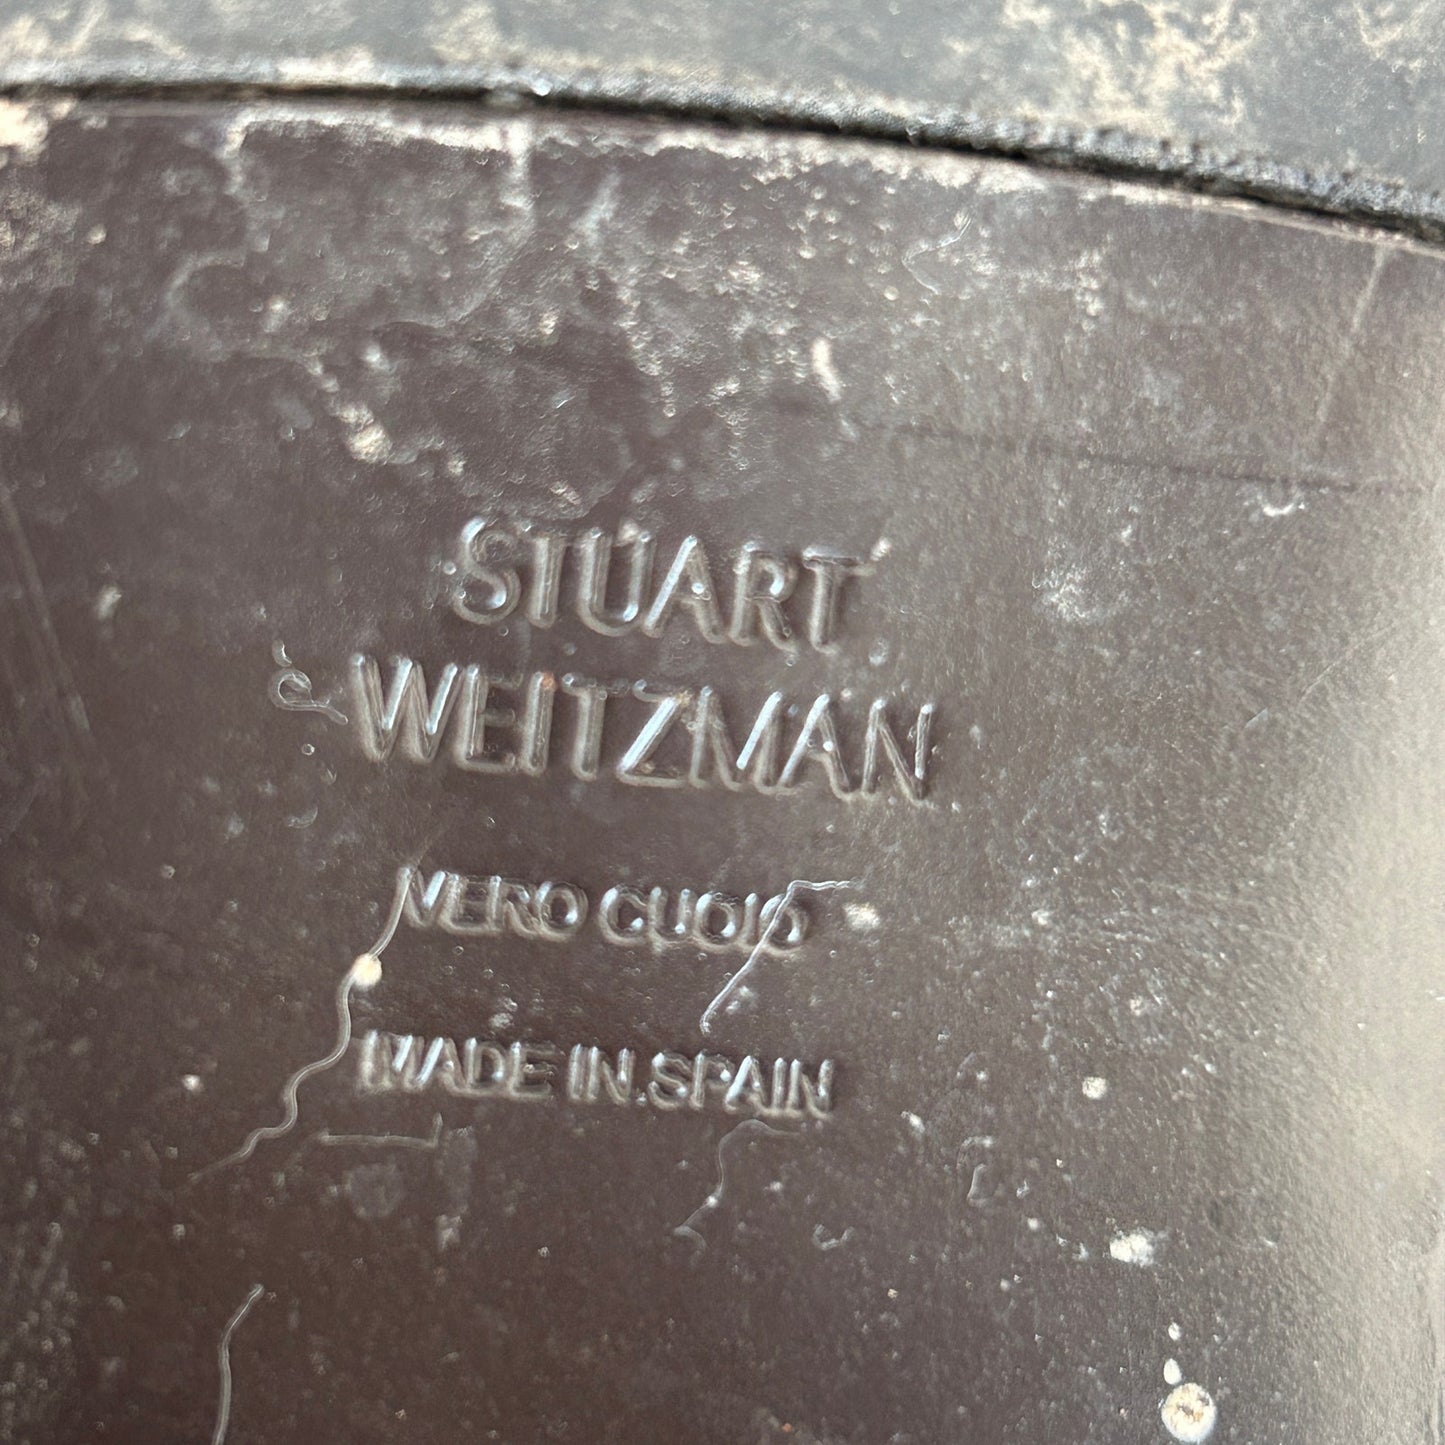 STUART
WEITZMAN
VERO CUOIO
MADE IN SPAIN